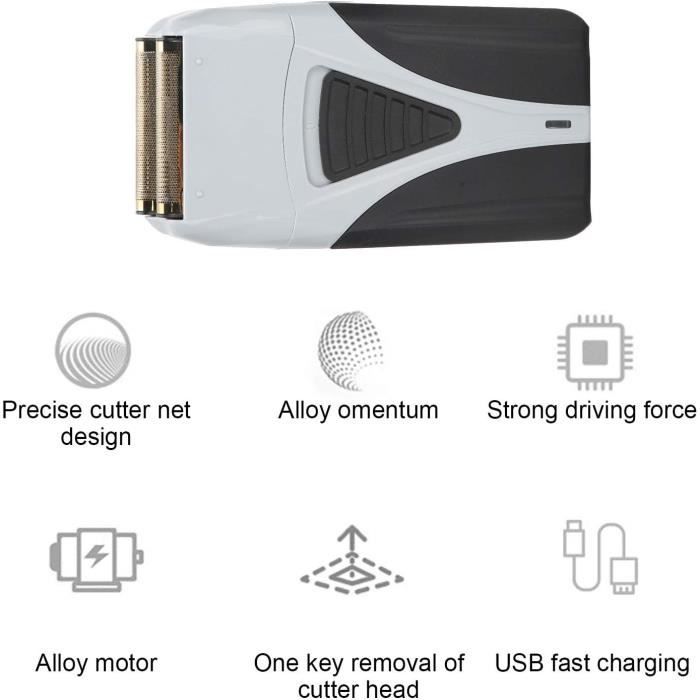 Precise cutter net
design
Alloy omentum
Strong driving force
Alloy motor
One key removal of
cutter head
USB fast charging